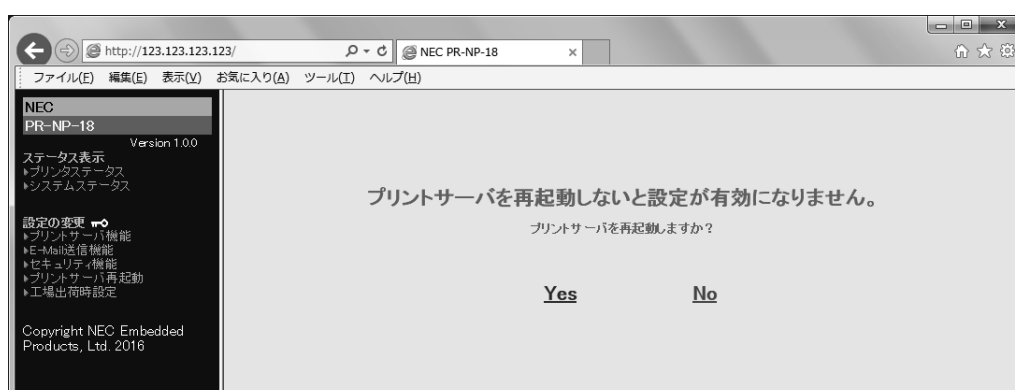 http://123.123.123.123/
NEC PR-NP-18
ファイル(F) 編集(E) 表示(V) お気に入り(A) ツール(T) ヘルプ(H)
NEC
PR-NP-18
Version 1.0.0
ステータス表示
プリンタステータス
システムステータス
設定の変更
プリントサーバ機能
E-Mail送信機能
セキュリティ機能
プリントサーバ再起動
工場出荷時設定
Copyright NEC Embedded
Products, Ltd. 2016
プリントサーバを再起動しないと設定が有効になりません。
プリントサーバを再起動しますか？
Yes No